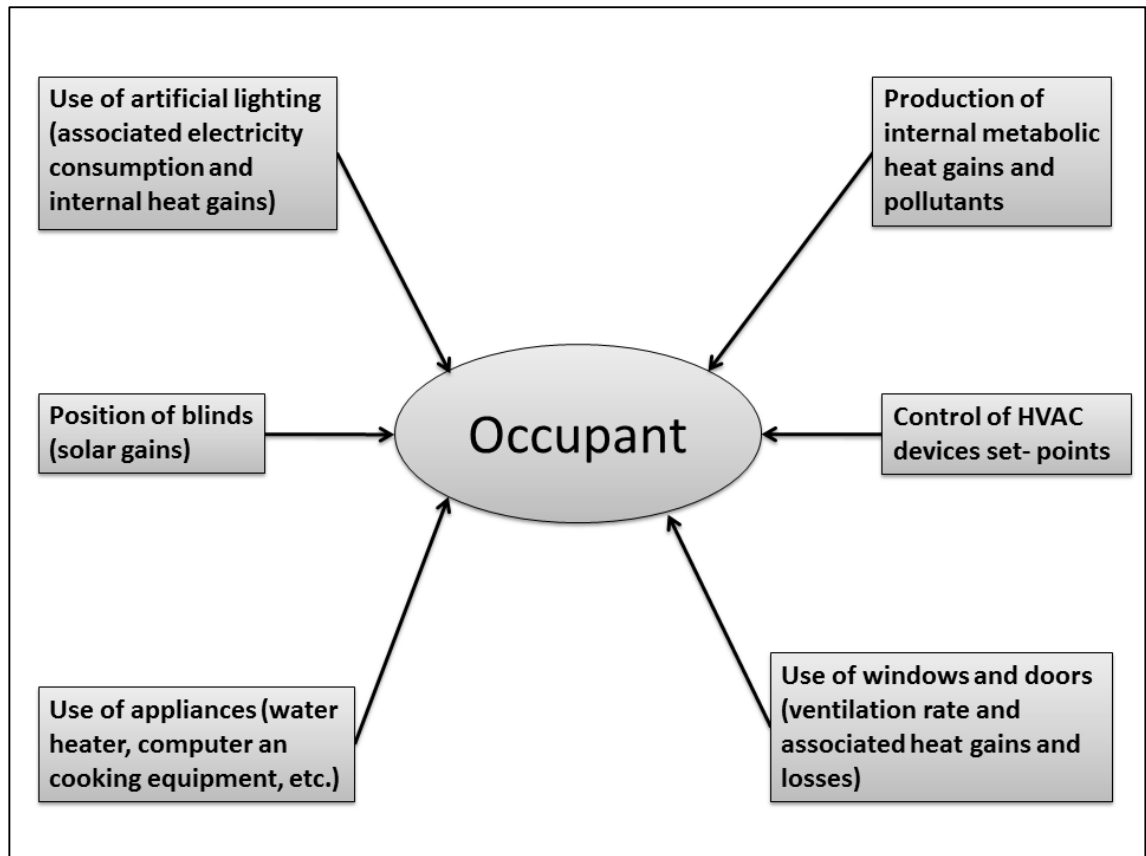 Use of artificial lighting
(associated electricity
consumption and
internal heat gains)
Production of
internal metabolic
heat gains and
pollutants
Occupant
Position of blinds
(solar gains)
Control of HVAC
devices set- points
Use of appliances (water
heater, computer an
cooking equipment, etc.)
Use of windows and doors
(ventilation rate and
associated heat gains and
losses)